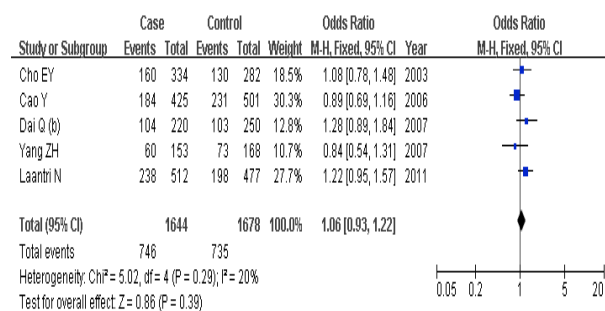 Case Control Odds Ratio Odds Ratio
Study or Subgroup Events Total Events Total Weight M-H, Fixed, 95% CI Year M-H, Fixed, 95% CI
Cho EY 160 334 130 282 18.5% 1.08 [0.78, 1.48] 2003
Cao Y 184 425 231 501 30.3% 0.89 [0.69, 1.16] 2006
Dai Q (b) 104 220 103 250 12.8% 1.28 [0.89, 1.84] 2007
Yang ZH 60 153 73 168 10.7% 0.84 [0.54, 1.31] 2007
Laantri N 238 512 198 477 27.7% 1.22 [0.95, 1.57] 2011
Total (95% CI) 1644 1678 100.0% 1.06 [0.93, 1.22]
Total events 746 735
Heterogeneity: Chi² = 5.02, df = 4 (P = 0.29); I² = 20%
Test for overall effect: Z = 0.86 (P = 0.39)
0.05 0.2 1 5 20